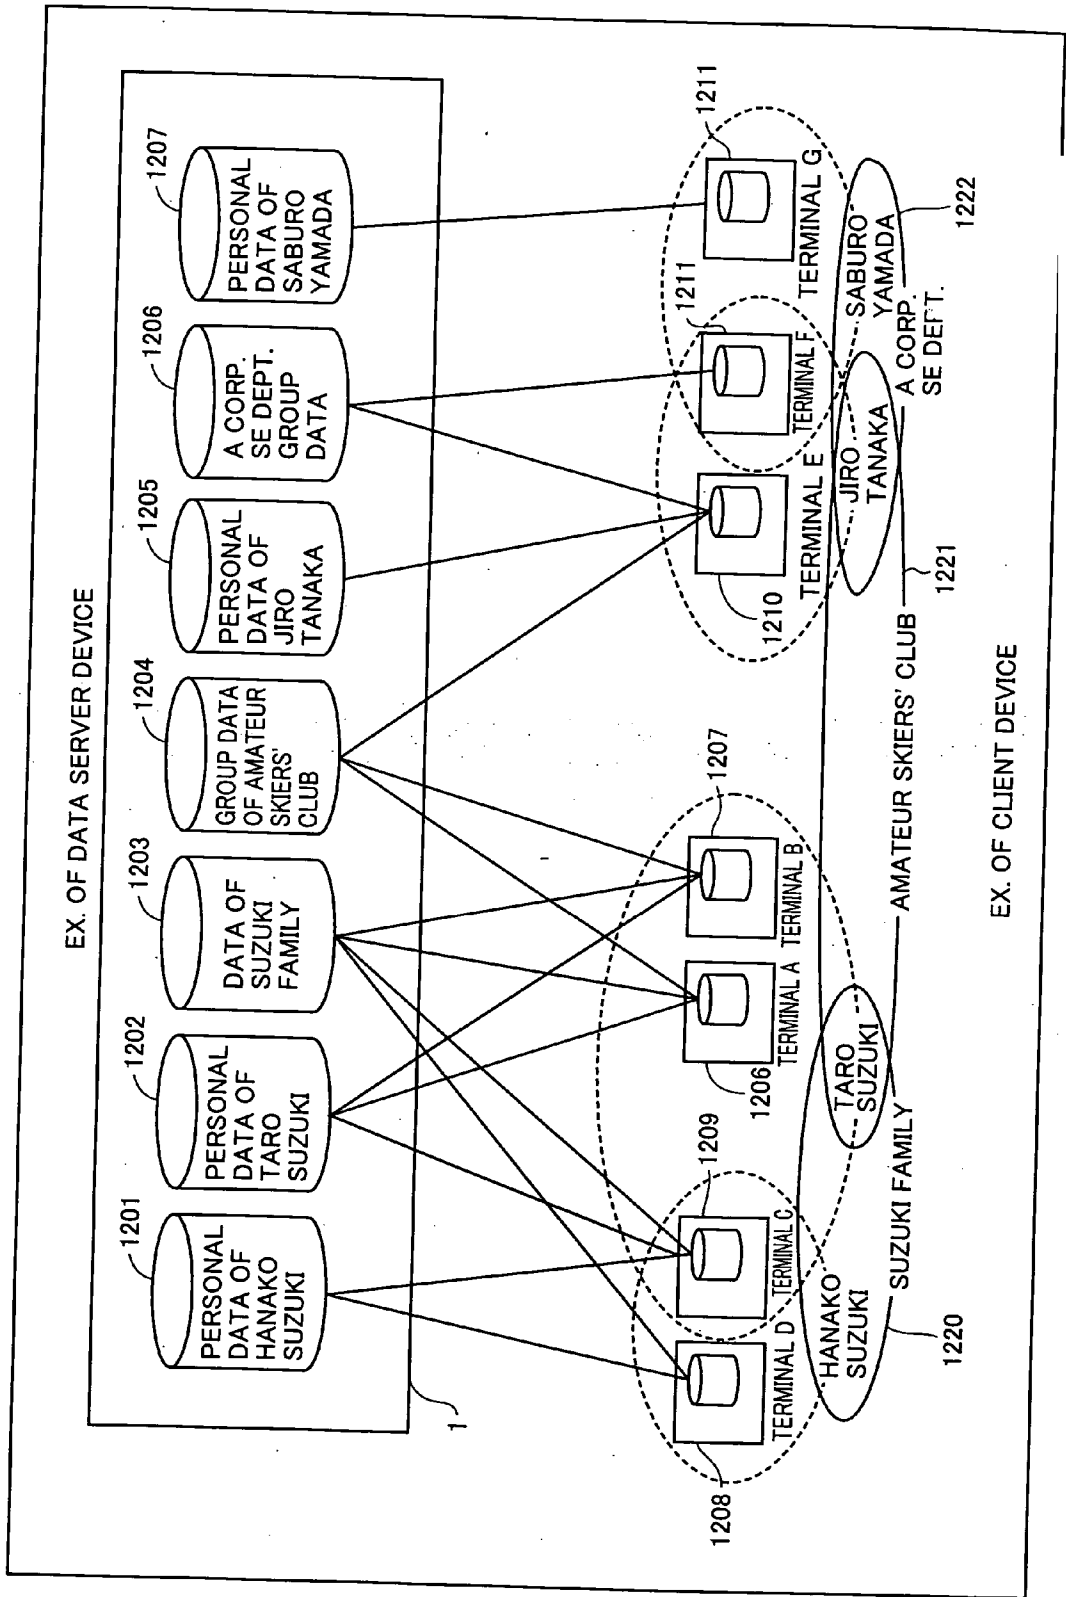 EX. OF DATA SERVER DEVICE
1201
1202
1203
1204
1205
1206
1207
PERSONAL
DATA OF
HANAKO
SUZUKI
PERSONAL
DATA OF
TARO
SUZUKI
DATA OF
SUZUKI
FAMILY
GROUP DATA
OF AMATEUR
SKIERS'
CLUB
PERSONAL
DATA OF
JIRO
TANAKA
A CORP.
SE DEPT.
GROUP
DATA
PERSONAL
DATA OF
SABURO
YAMADA
1
1208
TERMINAL D
1209
TERMINAL C
1206
TERMINAL A
1207
TERMINAL B
1210
TERMINAL E
1211
TERMINAL F
1211
TERMINAL G
HANAKO
SUZUKI
TARO
SUZUKI
JIRO
TANAKA
SABURO
YAMADA
1220
SUZUKI FAMILY
AMATEUR SKIERS' CLUB
1221
A CORP.
SE DEPT.
1222
EX. OF CLIENT DEVICE